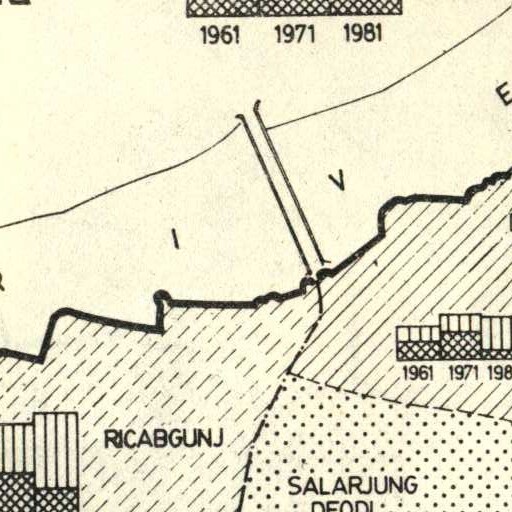 1961 1971 1981
E
V
I
R
1961 1971 198
RICABGUNJ
SALARJUNG
DEODI